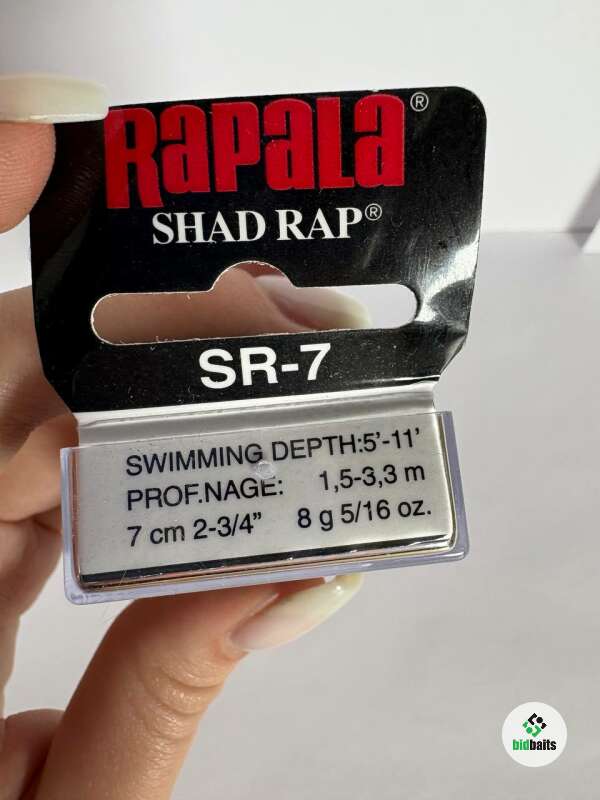 RAPALA®
SHAD RAP®
SR-7
SWIMMING DEPTH:5'-11'
PROF.NAGE: 1,5-3,3 m
7 cm 2-3/4" 8 g 5/16 oz.
bidbaits